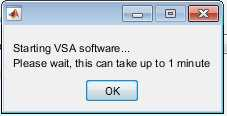 Starting VSA software...
Please wait, this can take up to 1 minute
OK